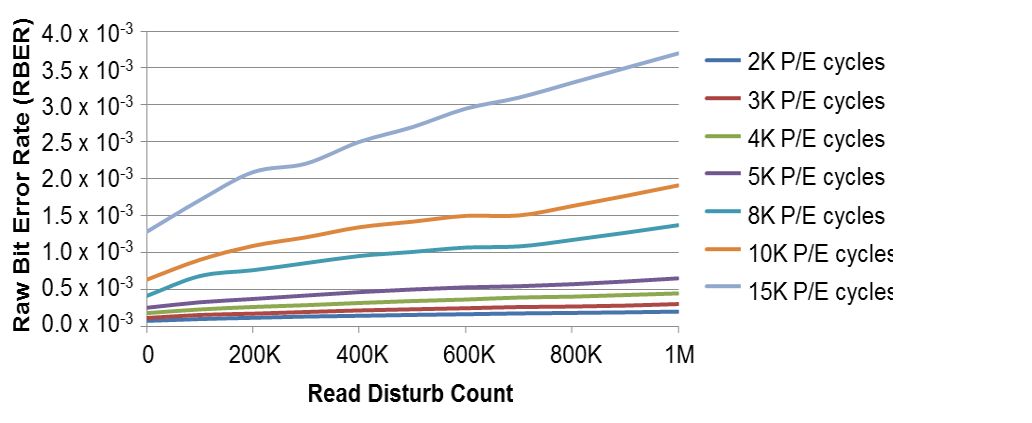 Raw Bit Error Rate (RBER)
4.0 x 10⁻³
3.5 x 10⁻³
3.0 x 10⁻³
2.5 x 10⁻³
2.0 x 10⁻³
1.5 x 10⁻³
1.0 x 10⁻³
0.5 x 10⁻³
0.0 x 10⁻³
0 200K 400K 600K 800K 1M
Read Disturb Count
2K P/E cycles
3K P/E cycles
4K P/E cycles
5K P/E cycles
8K P/E cycles
10K P/E cycles
15K P/E cycles